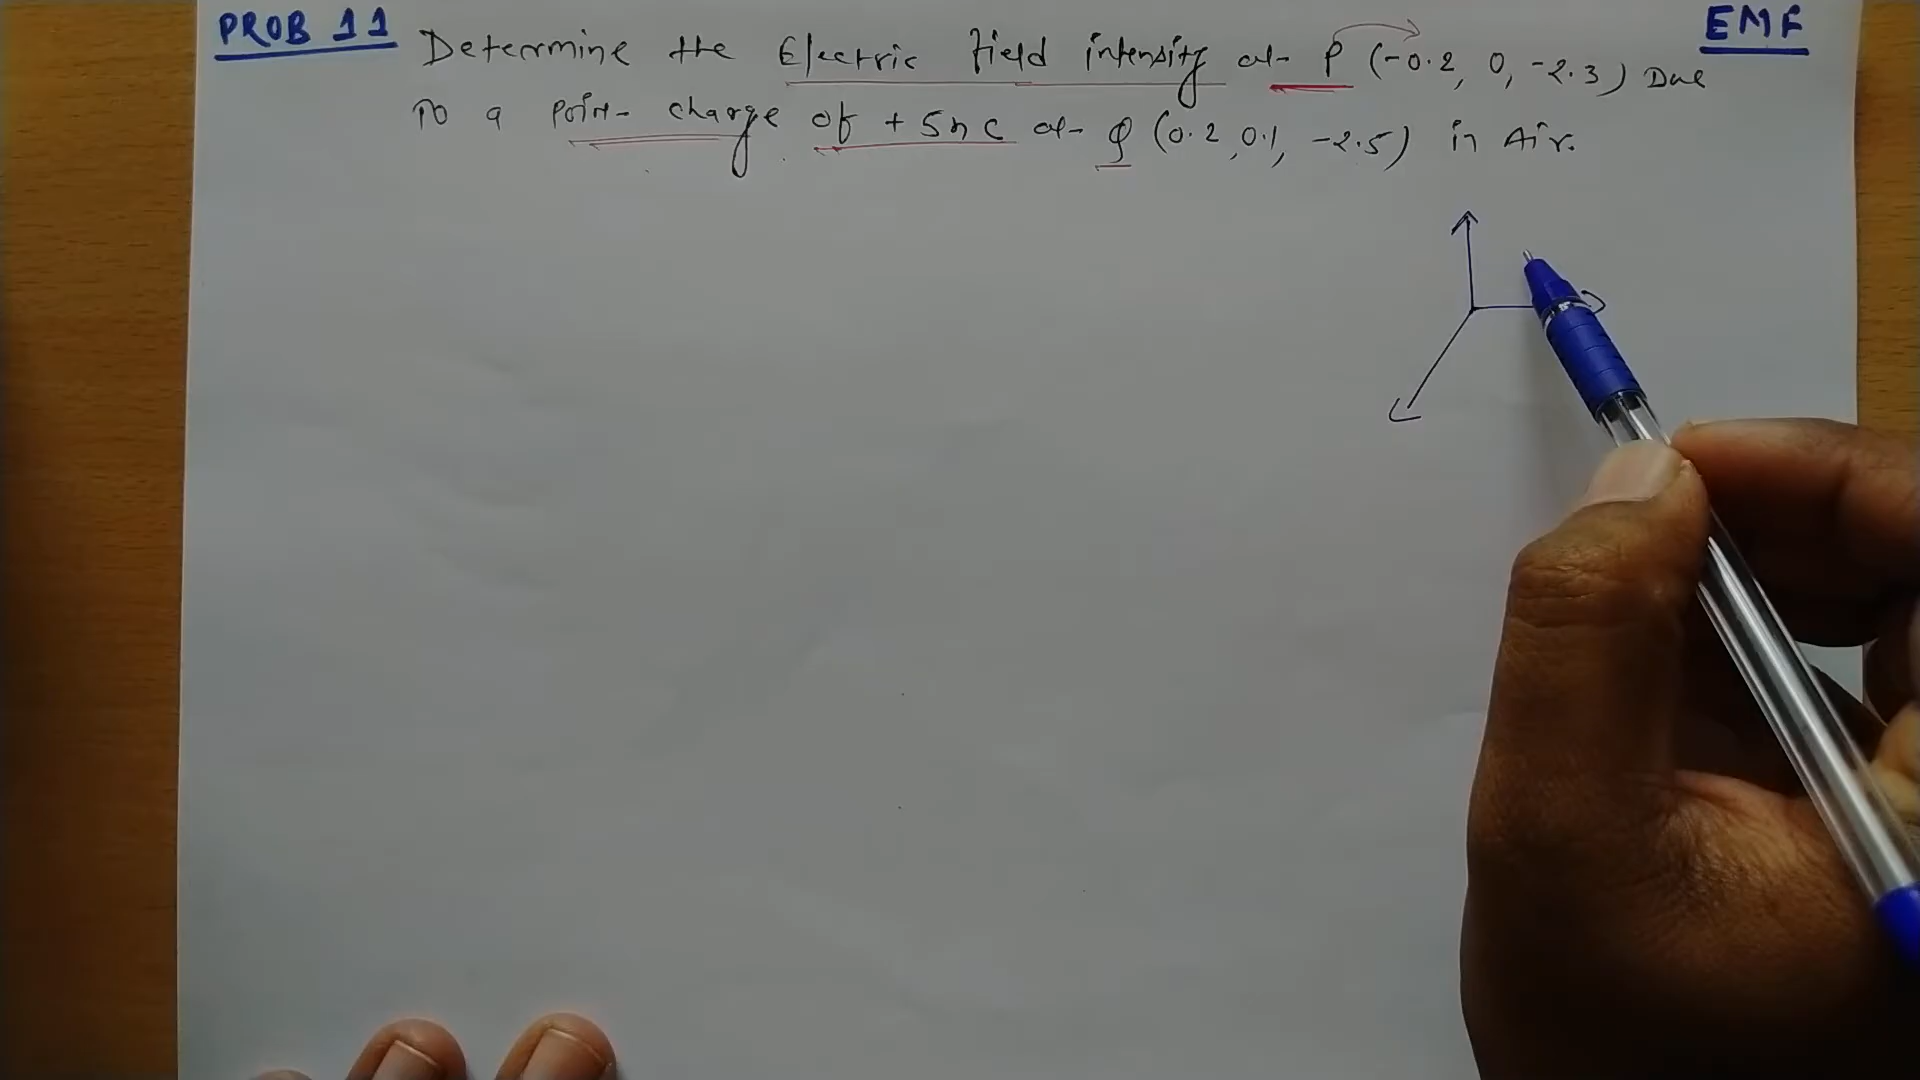 PROB 11 EMF
Determine the Electric field intensity at P (-0.2, 0, -2.3) Due
To a point charge of +5nC at Q (0.2, 0.1, -2.5) in Air.